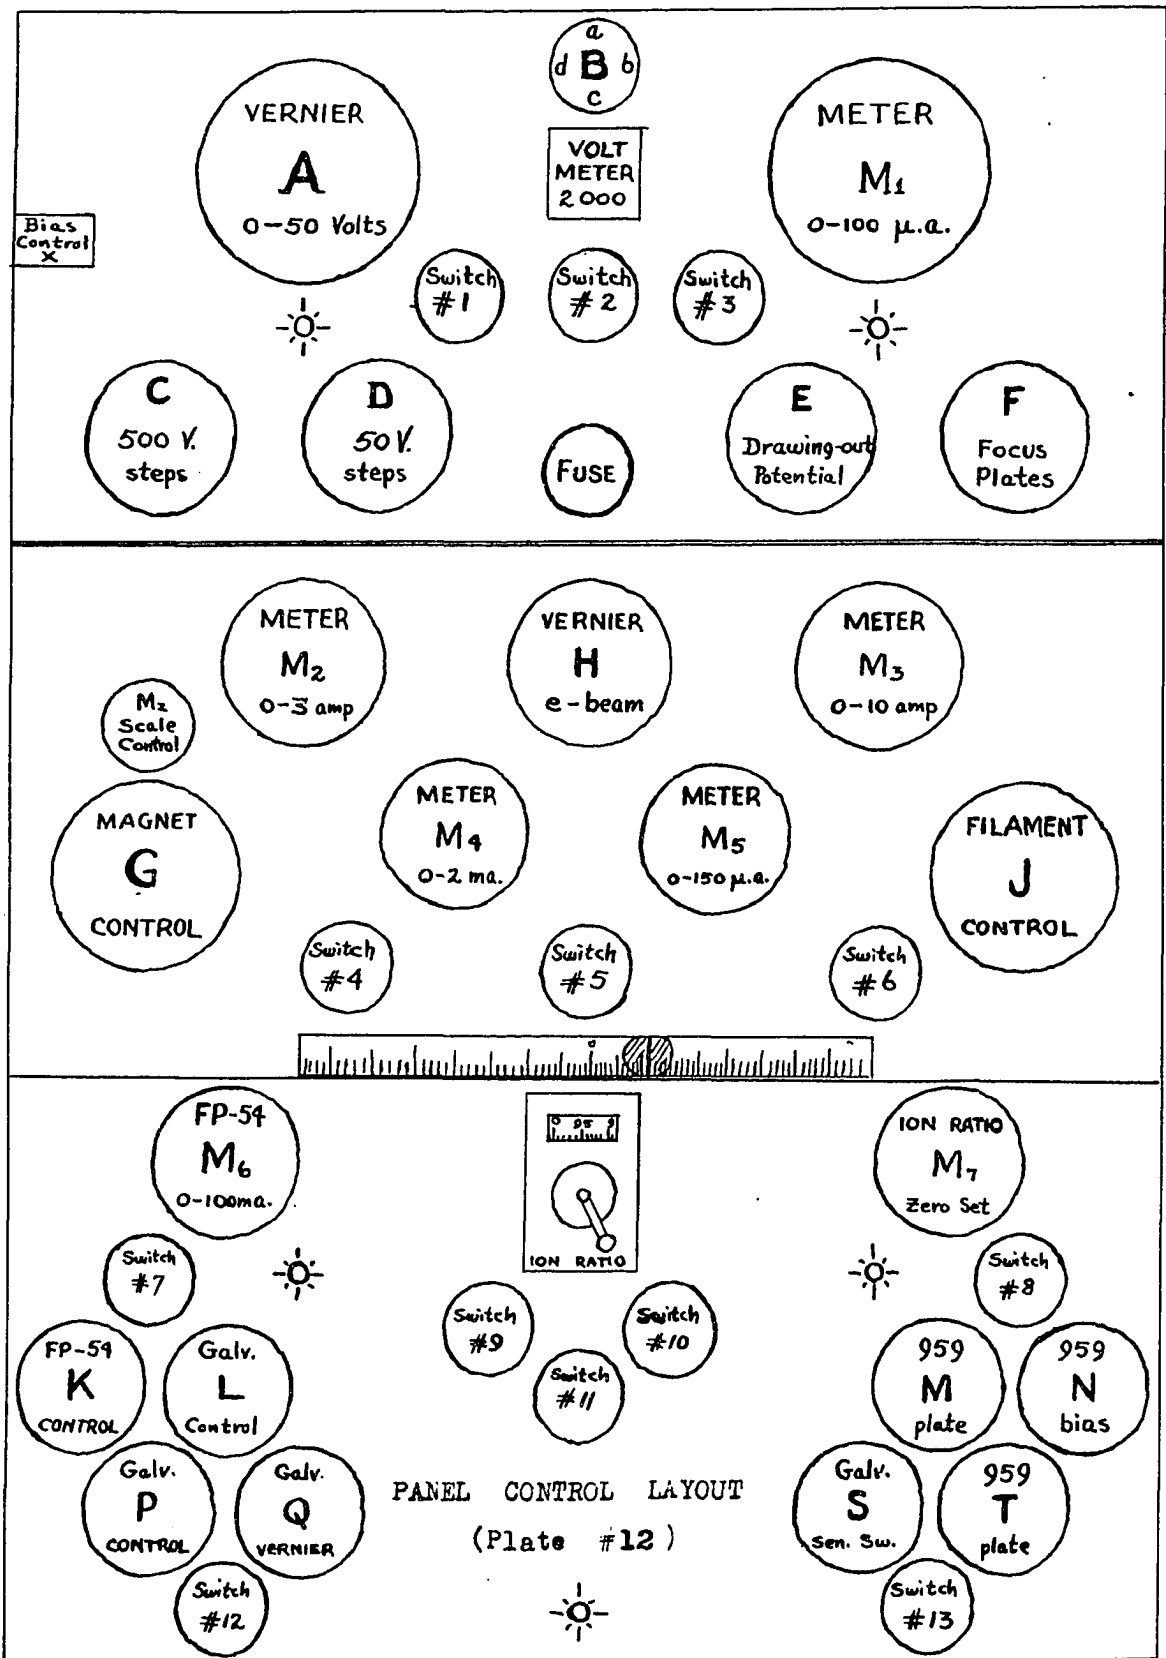 a
d B b
c
VERNIER
A
0-50 Volts
VOLT
METER
2000
METER
M1
0-100 μ.a.
Bias
Control
X
Switch
#1
Switch
#2
Switch
#3
C
500 V.
steps
D
50 V.
steps
FUSE
E
Drawing-out
Potential
F
Focus
Plates
METER
M2
0-3 amp
VERNIER
H
e-beam
METER
M3
0-10 amp
M2
Scale
Control
MAGNET
G
CONTROL
METER
M4
0-2 ma.
METER
M5
0-150 μ.a.
FILAMENT
J
CONTROL
Switch
#4
Switch
#5
Switch
#6
FP-54
M6
0-100ma.
ION RATIO
ION RATIO
M7
Zero Set
Switch
#7
Switch
#8
Switch
#9
Switch
#10
Switch
#11
FP-54
K
CONTROL
Galv.
L
Control
959
M
plate
959
N
bias
Galv.
P
CONTROL
Galv.
Q
VERNIER
PANEL CONTROL LAYOUT
(Plate #12)
Galv.
S
Sen. Sw.
959
T
plate
Switch
#12
Switch
#13